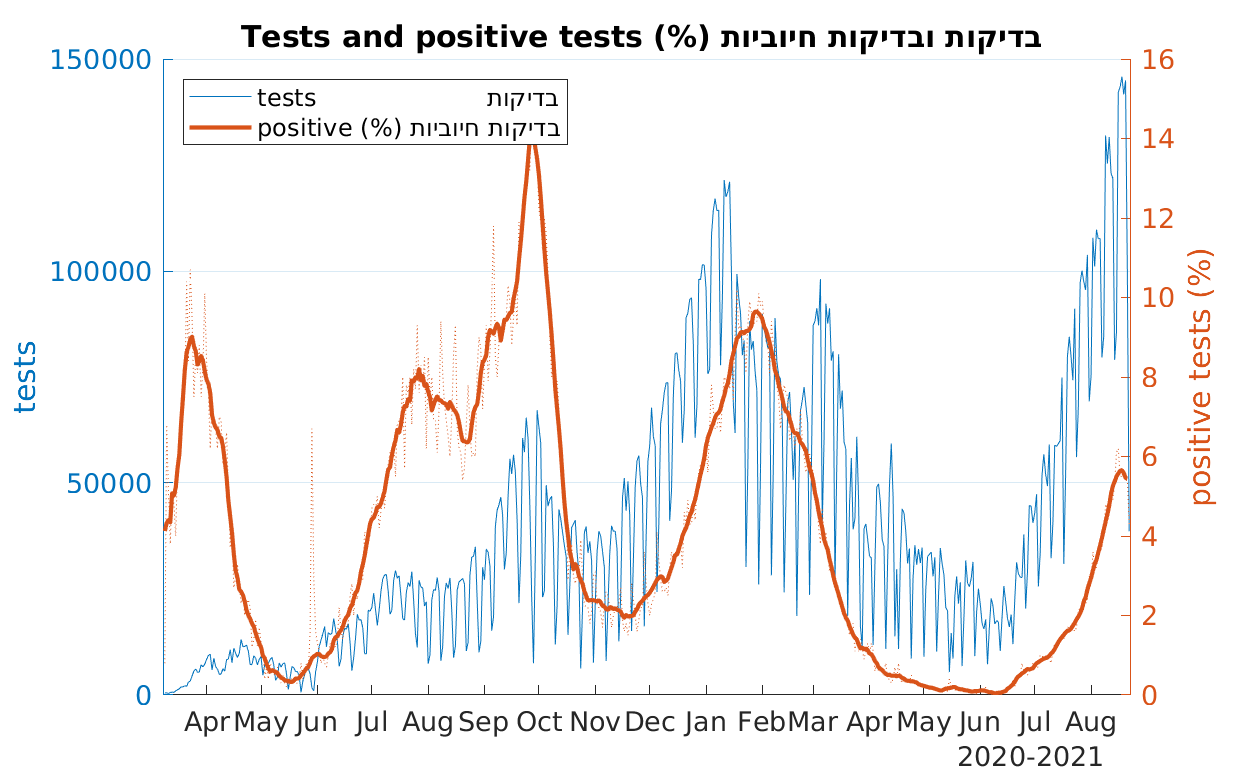 Tests and positive tests (%) בדיקות ובדיקות חיוביות
150000
100000
50000
0
tests
tests בדיקות
positive (%) בדיקות חיוביות
16
14
12
10
8
6
4
2
0
positive tests (%)
Apr May Jun Jul Aug Sep Oct Nov Dec Jan Feb Mar Apr May Jun Jul Aug
2020-2021